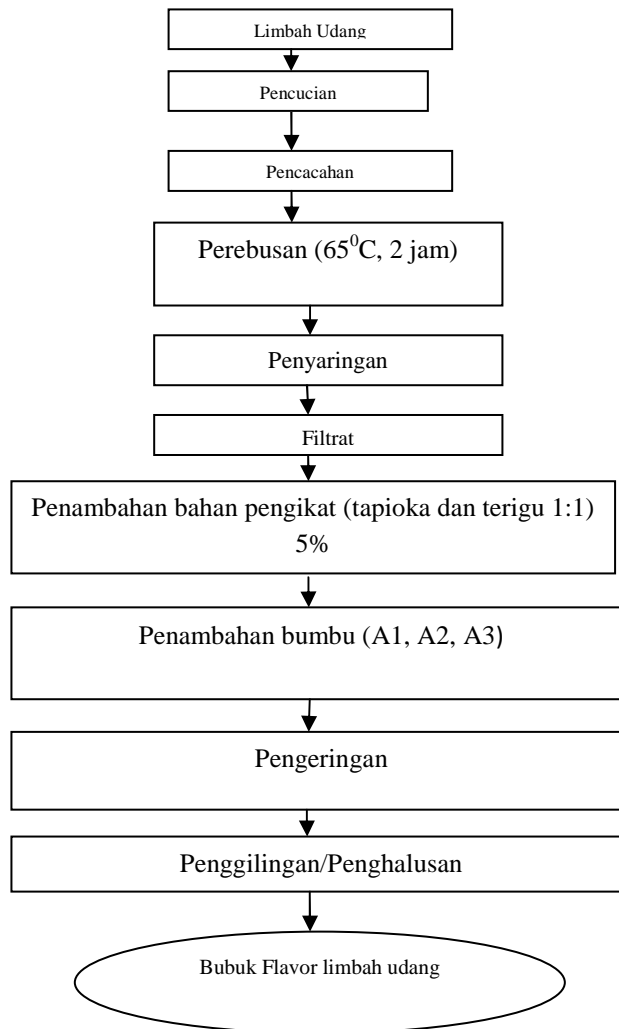 Limbah Udang
Pencucian
Pencacahan
Perebusan (65⁰C, 2 jam)
Penyaringan
Filtrat
Penambahan bahan pengikat (tapioka dan terigu 1:1)
5%
Penambahan bumbu (A1, A2, A3)
Pengeringan
Penggilingan/Penghalusan
Bubuk Flavor limbah udang